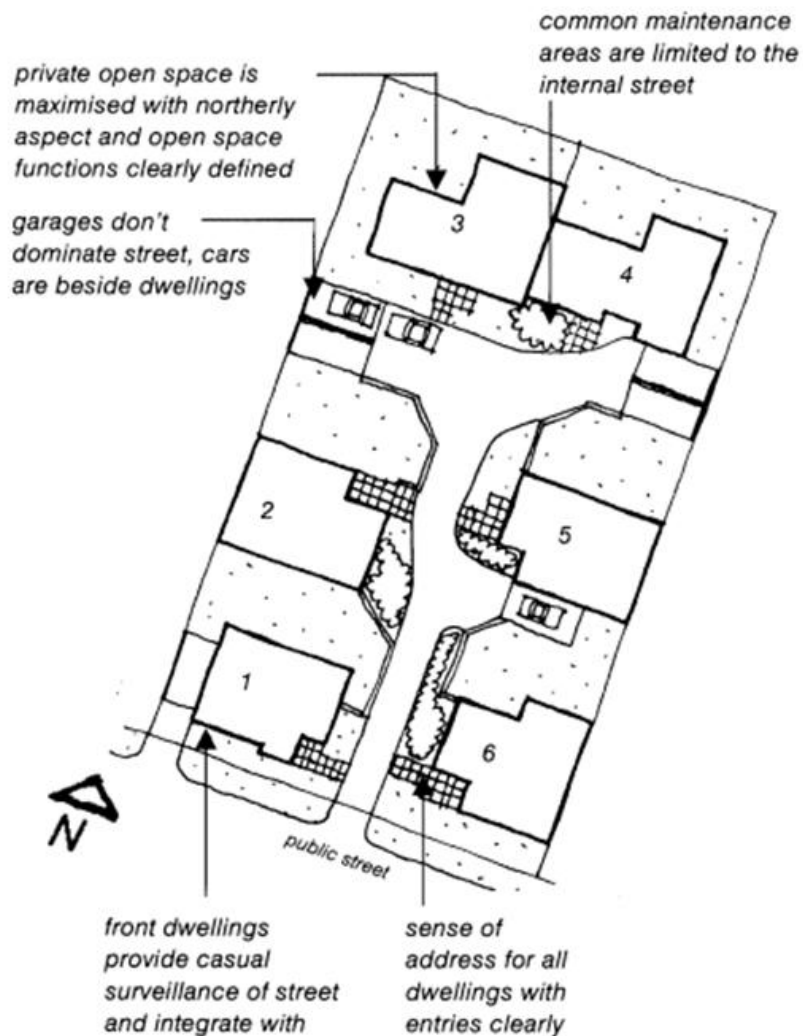 common maintenance
areas are limited to the
internal street
private open space is
maximised with northerly
aspect and open space
functions clearly defined
garages don't
dominate street, cars
are beside dwellings
3
4
2
5
1
6
N
public street
front dwellings
provide casual
surveillance of street
and integrate with
sense of
address for all
dwellings with
entries clearly